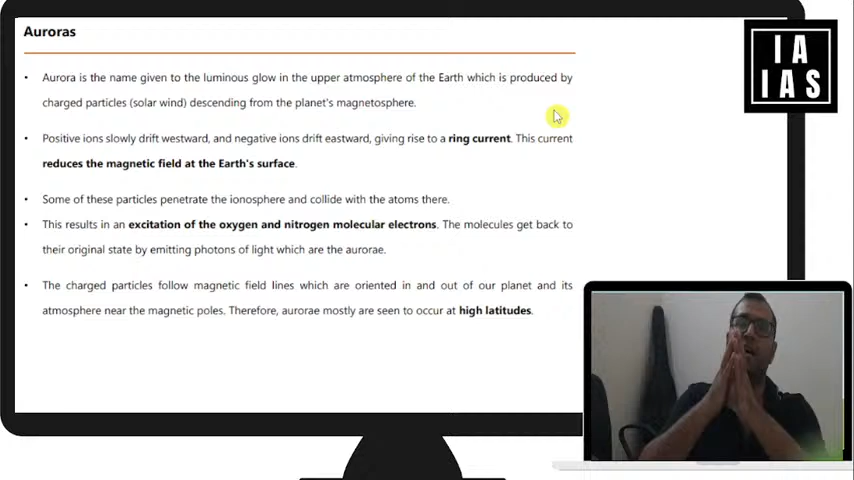 Auroras
IA
IAS
• Aurora is the name given to the luminous glow in the upper atmosphere of the Earth which is produced by
charged particles (solar wind) descending from the planet's magnetosphere.
• Positive ions slowly drift westward, and negative ions drift eastward, giving rise to a ring current. This current
reduces the magnetic field at the Earth's surface.
• Some of these particles penetrate the ionosphere and collide with the atoms there.
• This results in an excitation of the oxygen and nitrogen molecular electrons. The molecules get back to
their original state by emitting photons of light which are the aurorae.
• The charged particles follow magnetic field lines which are oriented in and out of our planet and its
atmosphere near the magnetic poles. Therefore, aurorae mostly are seen to occur at high latitudes.